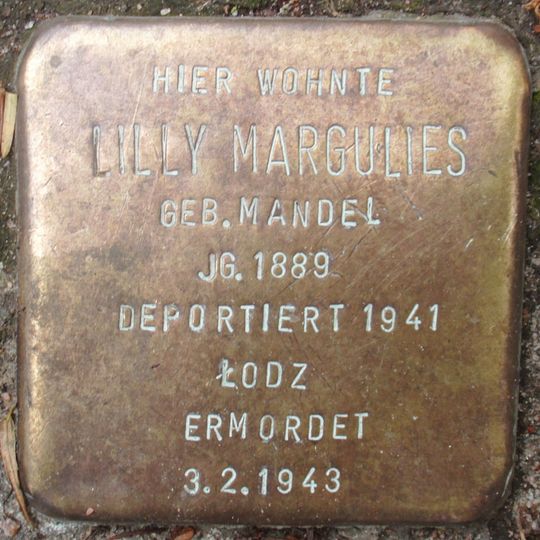 HIER WOHNTE
LILLY MARGULIES
GEB. MANDEL
JG. 1889
DEPORTIERT 1941
ŁODZ
ERMORDET
3.2.1943